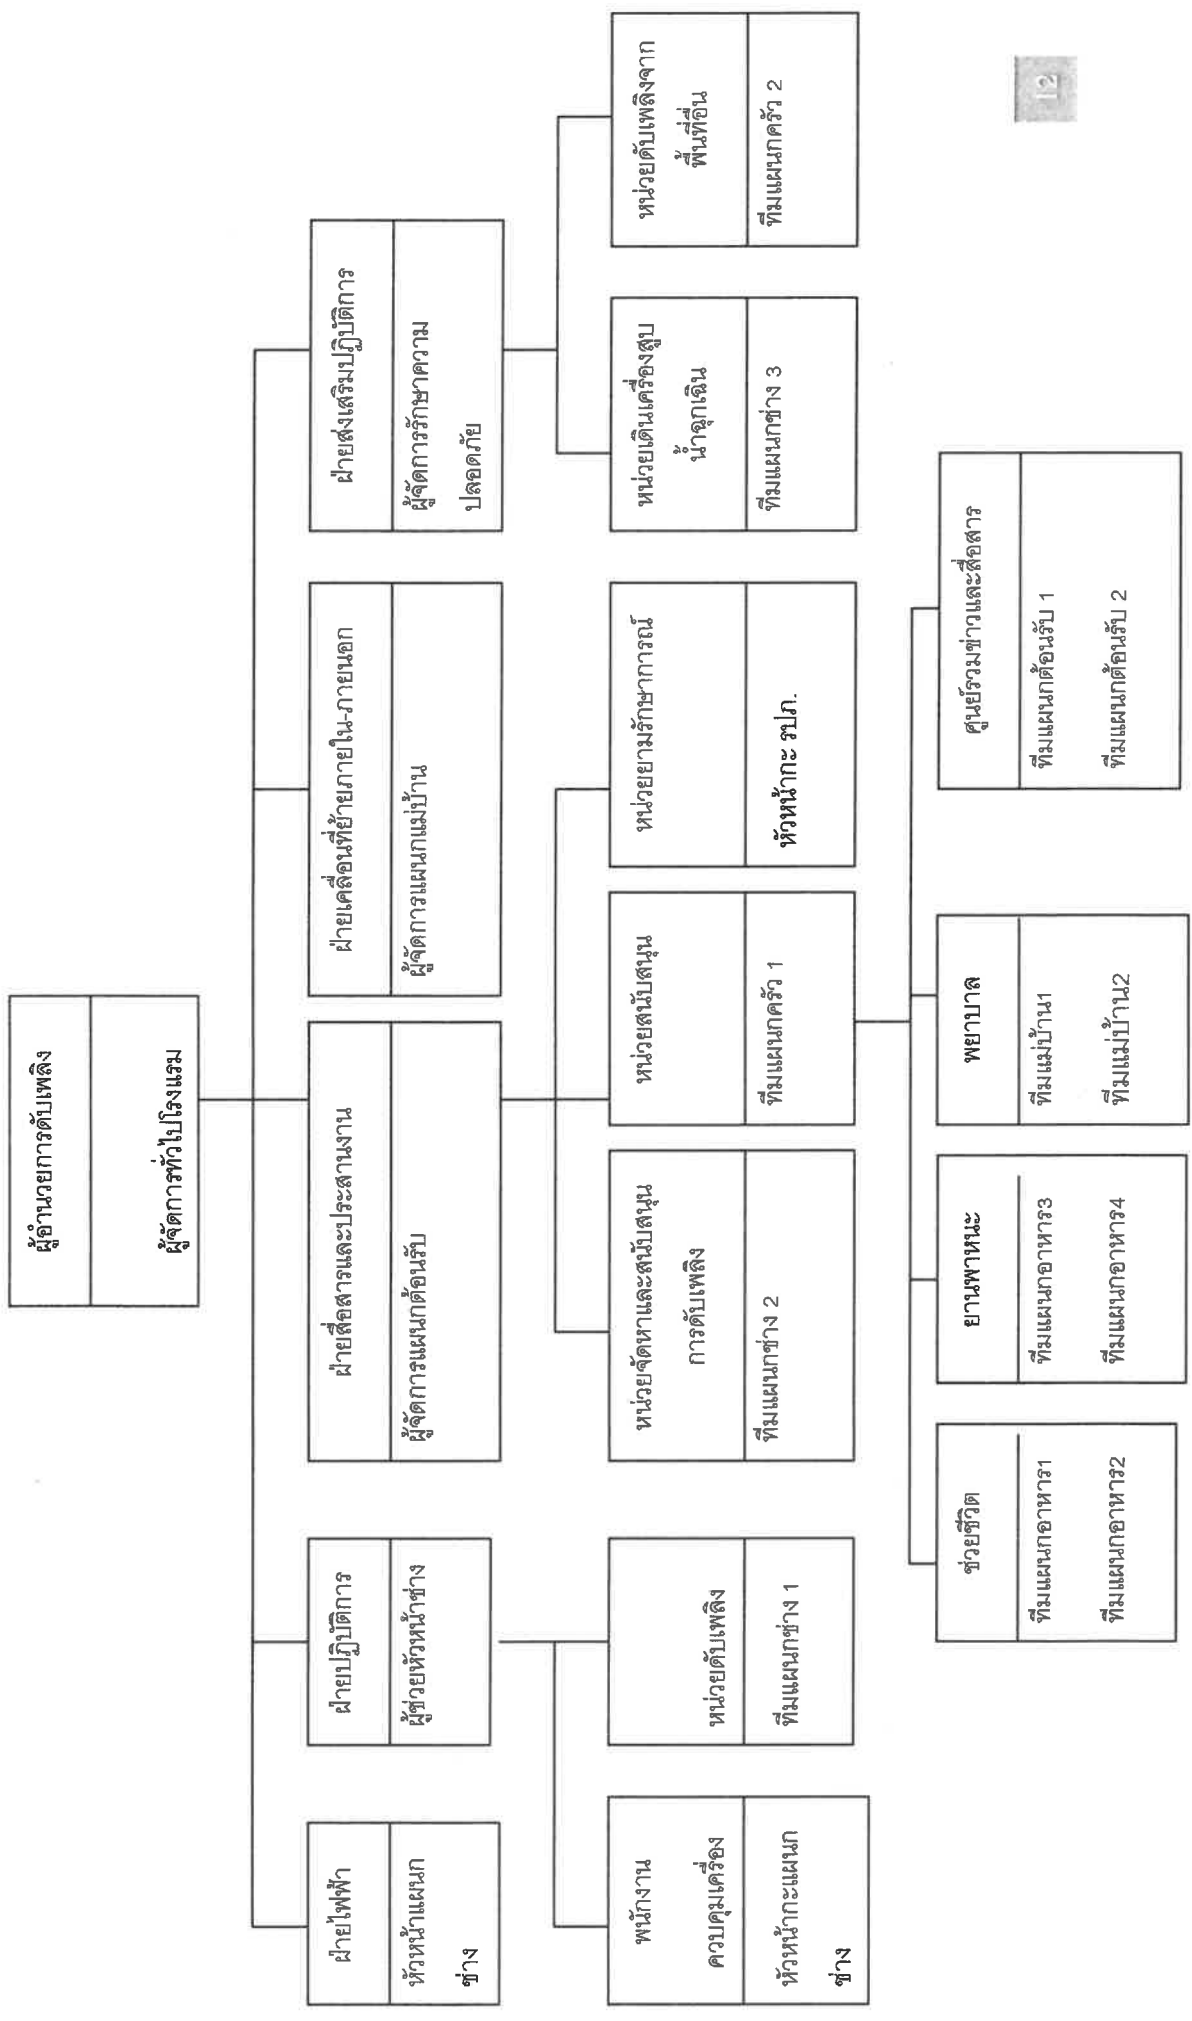 ผู้อำนวยการดับเพลิง
ผู้จัดการทั่วไปโรงแรม
ฝ่ายไฟฟ้า
หัวหน้าแผนก
ช่าง
ฝ่ายปฏิบัติการ
ผู้ช่วยหัวหน้าช่าง
ฝ่ายสื่อสารและประสานงาน
ผู้จัดการแผนกต้อนรับ
ฝ่ายเคลื่อนที่ย้ายภายใน-ภายนอก
ผู้จัดการแผนกแม่บ้าน
ฝ่ายส่งเสริมปฏิบัติการ
ผู้จัดการรักษาความ
ปลอดภัย
พนักงาน
ควบคุมเครื่อง
หัวหน้ากะแผนก
ช่าง
หน่วยดับเพลิง
ทีมแผนกช่าง 1
หน่วยจัดหาและสนับสนุน
การดับเพลิง
ทีมแผนกช่าง 2
หน่วยสนับสนุน
ทีมแผนกครัว 1
หน่วยยามรักษาการณ์
หัวหน้ากะ รปภ.
หน่วยเดินเครื่องสูบ
น้ำฉุกเฉิน
ทีมแผนกช่าง 3
หน่วยดับเพลิงจาก
พื้นที่อื่น
ทีมแผนกครัว 2
ช่วยชีวิต
ทีมแผนกอาหาร1
ทีมแผนกอาหาร2
ยานพาหนะ
ทีมแผนกอาหาร3
ทีมแผนกอาหาร4
พยาบาล
ทีมแม่บ้าน1
ทีมแม่บ้าน2
ศูนย์รวมข่าวและสื่อสาร
ทีมแผนกต้อนรับ 1
ทีมแผนกต้อนรับ 2
12